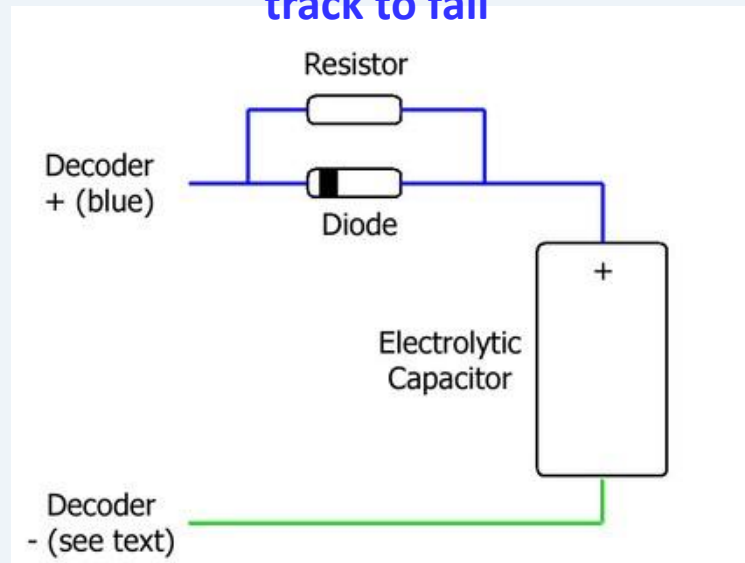 track to fail
Resistor
Decoder
+ (blue)
Diode
+
Electrolytic
Capacitor
Decoder
- (see text)